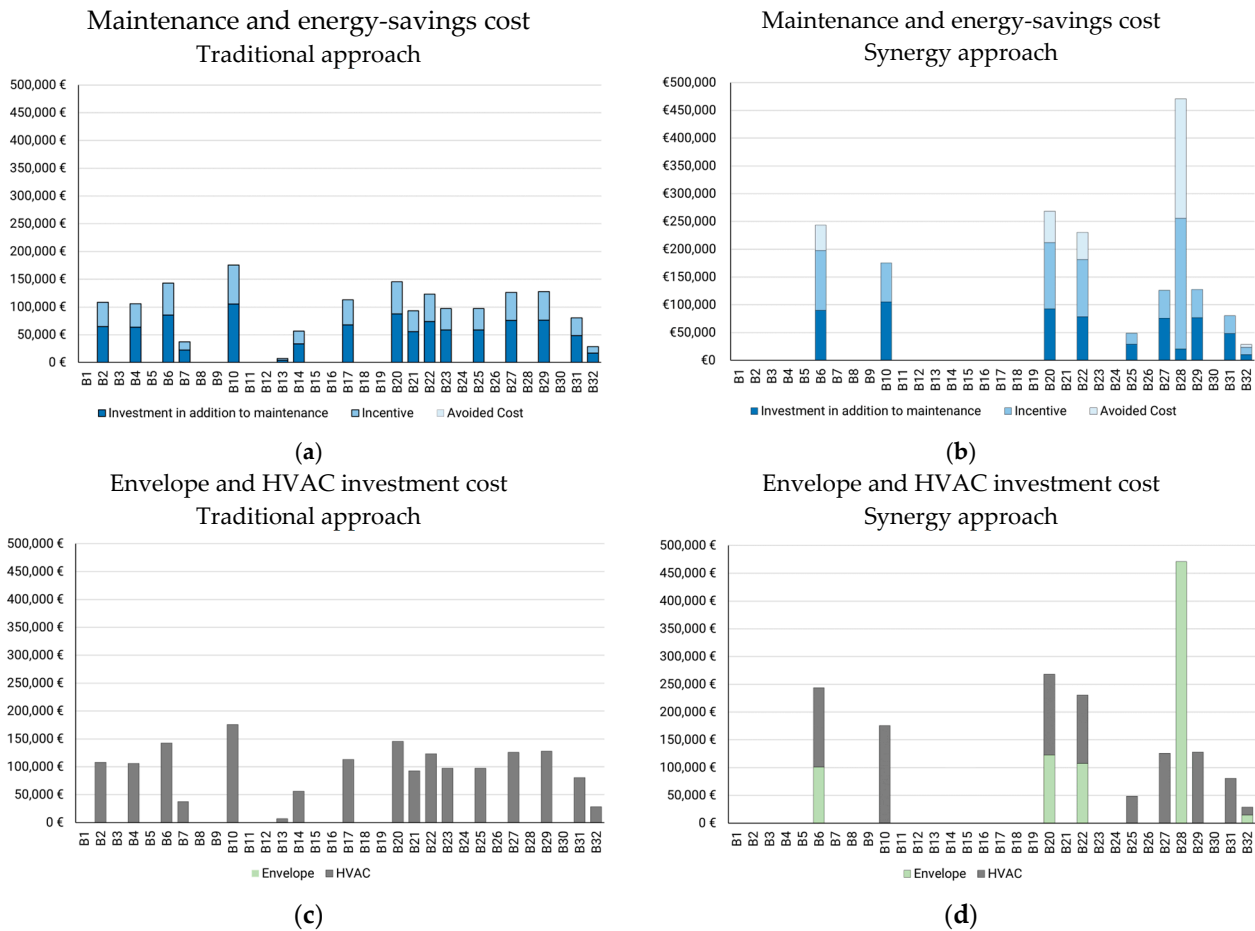 Maintenance and energy-savings cost
Traditional approach
500,000 €
450,000 €
400,000 €
350,000 €
300,000 €
250,000 €
200,000 €
150,000 €
100,000 €
50,000 €
0 €
B1 B2 B3 B4 B5 B6 B7 B8 B9 B10 B11 B12 B13 B14 B15 B16 B17 B18 B19 B20 B21 B22 B23 B24 B25 B26 B27 B28 B29 B30 B31 B32
Investment in addition to maintenance Incentive Avoided Cost
(a)
Maintenance and energy-savings cost
Synergy approach
€500,000
€450,000
€400,000
€350,000
€300,000
€250,000
€200,000
€150,000
€100,000
€50,000
€0
B1 B2 B3 B4 B5 B6 B7 B8 B9 B10 B11 B12 B13 B14 B15 B16 B17 B18 B19 B20 B21 B22 B23 B24 B25 B26 B27 B28 B29 B30 B31 B32
Investment in addition to maintenance Incentive Avoided Cost
(b)
Envelope and HVAC investment cost
Traditional approach
500,000 €
450,000 €
400,000 €
350,000 €
300,000 €
250,000 €
200,000 €
150,000 €
100,000 €
50,000 €
0 €
B1 B2 B3 B4 B5 B6 B7 B8 B9 B10 B11 B12 B13 B14 B15 B16 B17 B18 B19 B20 B21 B22 B23 B24 B25 B26 B27 B28 B29 B30 B31 B32
Envelope HVAC
(c)
Envelope and HVAC investment cost
Synergy approach
500,000 €
450,000 €
400,000 €
350,000 €
300,000 €
250,000 €
200,000 €
150,000 €
100,000 €
50,000 €
0 €
B1 B2 B3 B4 B5 B6 B7 B8 B9 B10 B11 B12 B13 B14 B15 B16 B17 B18 B19 B20 B21 B22 B23 B24 B25 B26 B27 B28 B29 B30 B31 B32
Envelope HVAC
(d)